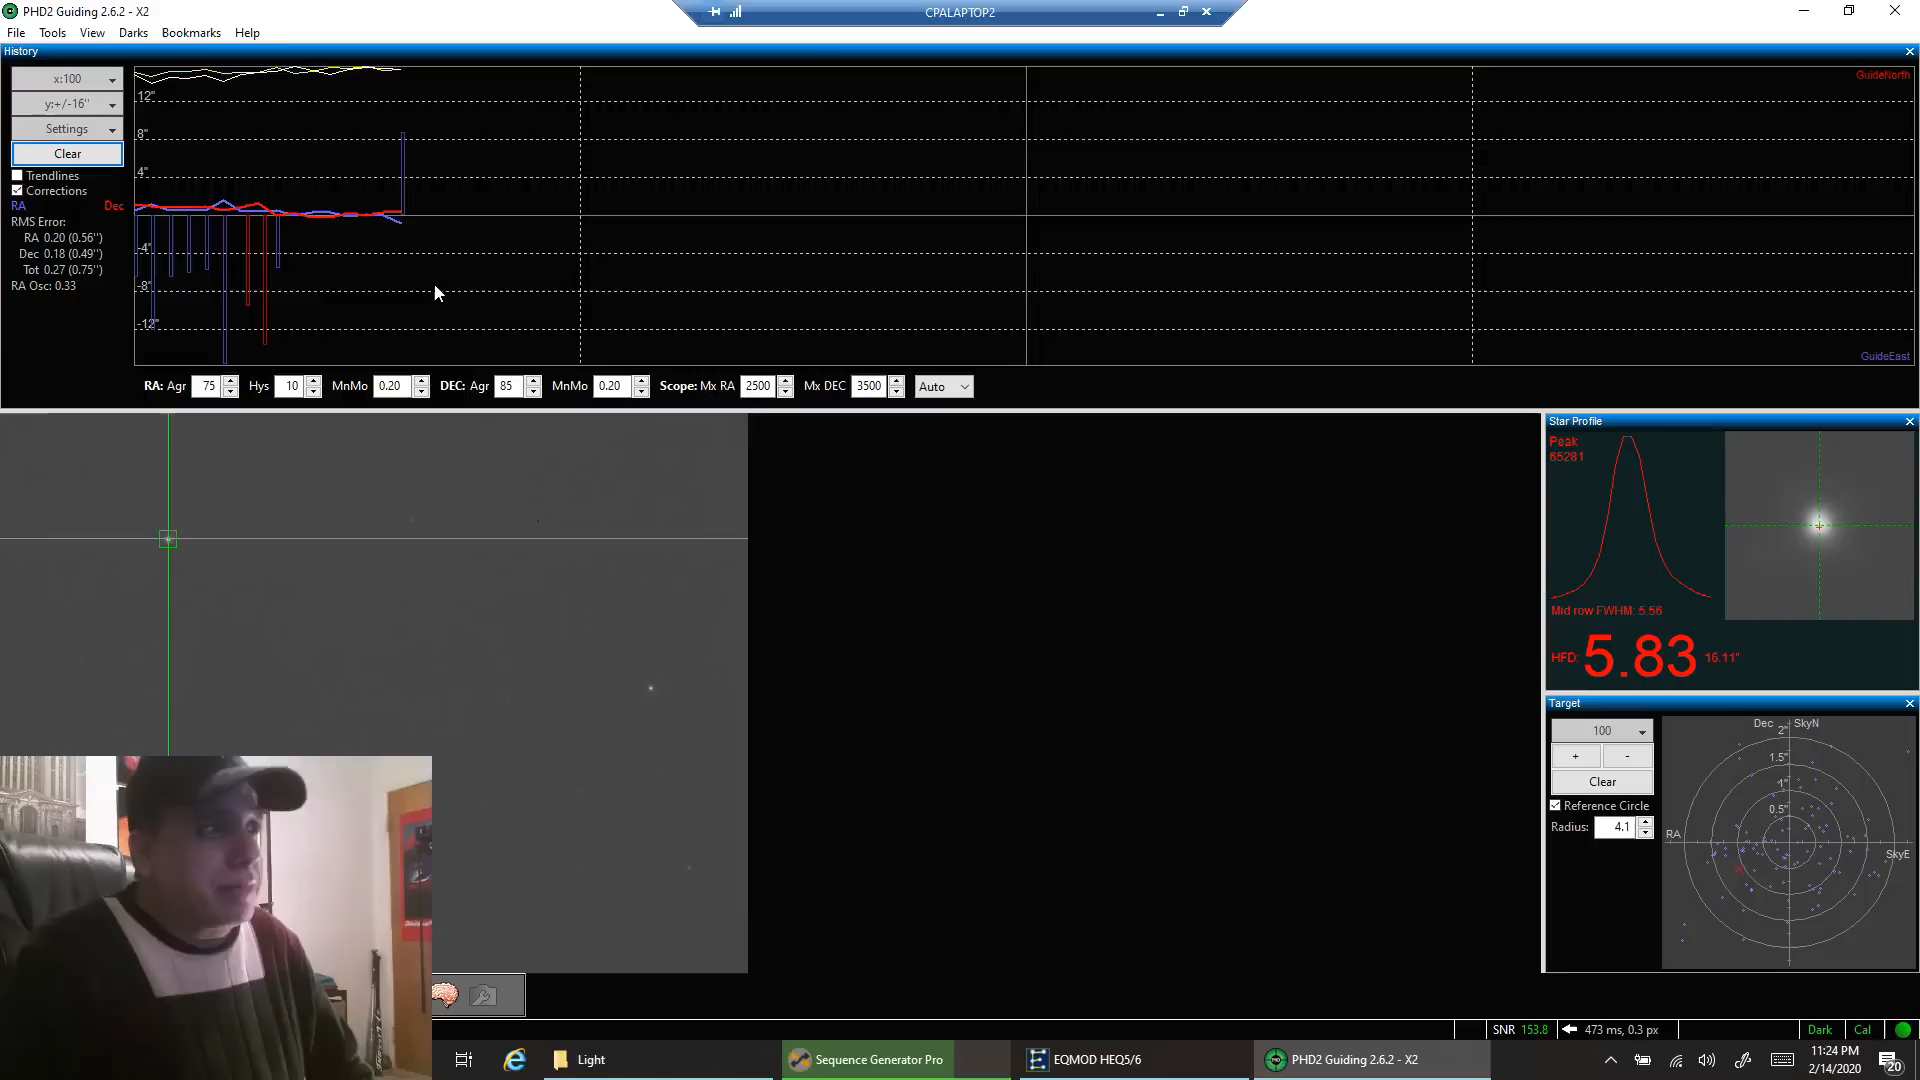 PHD2 Guiding 2.6.2 - X2
CPALAPTOP2
File Tools View Darks Bookmarks Help
History
x:100
y:+/-16"
Settings
Clear
Trendlines
Corrections
RA Dec
RMS Error:
RA 0.20 (0.56")
Dec 0.18 (0.49")
Tot 0.27 (0.75")
RA Osc: 0.33
12"
8"
4"
-4"
-8"
-12"
GuideNorth
GuideEast
RA: Agr 75 Hys 10 MnMo 0.20 DEC: Agr 85 MnMo 0.20 Scope: Mx RA 2500 Mx DEC 3500 Auto
Star Profile
Peak
65281
Mid row FWHM: 5.56
HFD: 5.83 16.11"
Target
100
+ -
Clear
Reference Circle
Radius: 4.1
Dec SkyN
2"
1.5"
1"
0.5"
RA
SkyE
SNR 153.8 473 ms, 0.3 px Dark Cal
Light
Sequence Generator Pro
EQMOD HEQ5/6
PHD2 Guiding 2.6.2 - X2
11:24 PM
2/14/2020
20